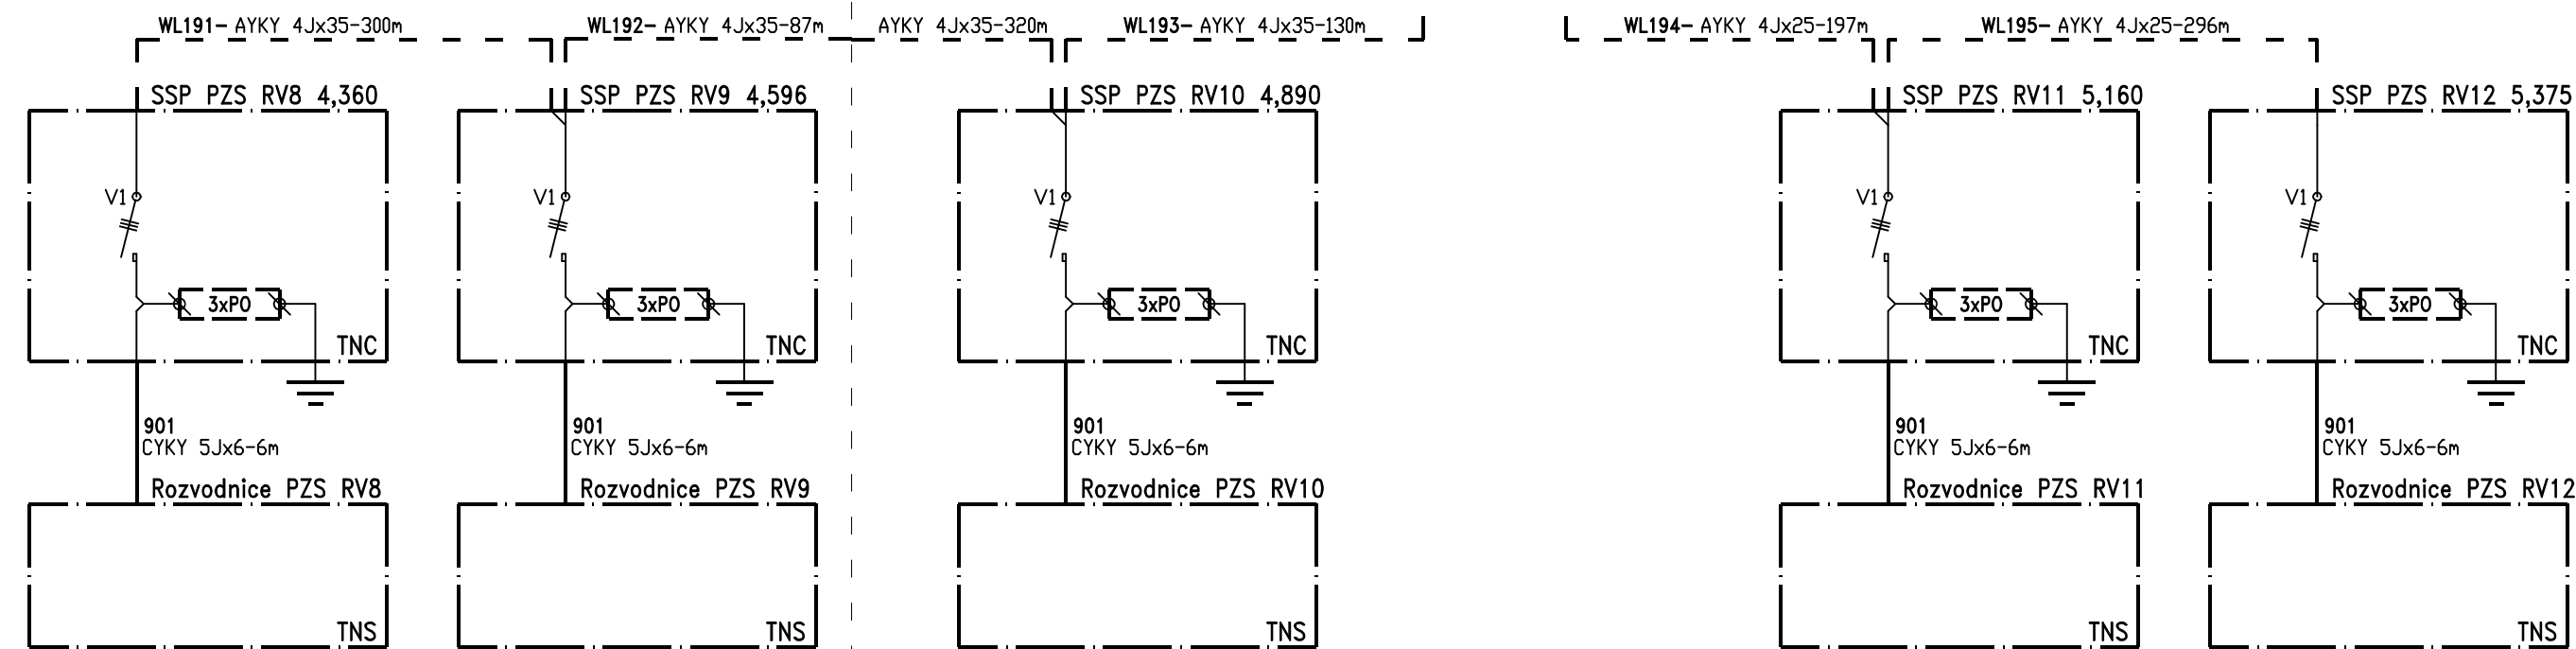 WL191- AYKY 4Jx35-300m WL192- AYKY 4Jx35-87m AYKY 4Jx35-320m WL193- AYKY 4Jx35-130m WL194- AYKY 4Jx25-197m WL195- AYKY 4Jx25-296m
SSP PZS RV8 4,360 SSP PZS RV9 4,596 SSP PZS RV10 4,890 SSP PZS RV11 5,160 SSP PZS RV12 5,375
V1 V1 V1 V1 V1
3xPO 3xPO 3xPO 3xPO 3xPO
TNC TNC TNC TNC TNC
901 901 901 901 901
CYKY 5Jx6-6m CYKY 5Jx6-6m CYKY 5Jx6-6m CYKY 5Jx6-6m CYKY 5Jx6-6m
Rozvodnice PZS RV8 Rozvodnice PZS RV9 Rozvodnice PZS RV10 Rozvodnice PZS RV11 Rozvodnice PZS RV12
TNS TNS TNS TNS TNS